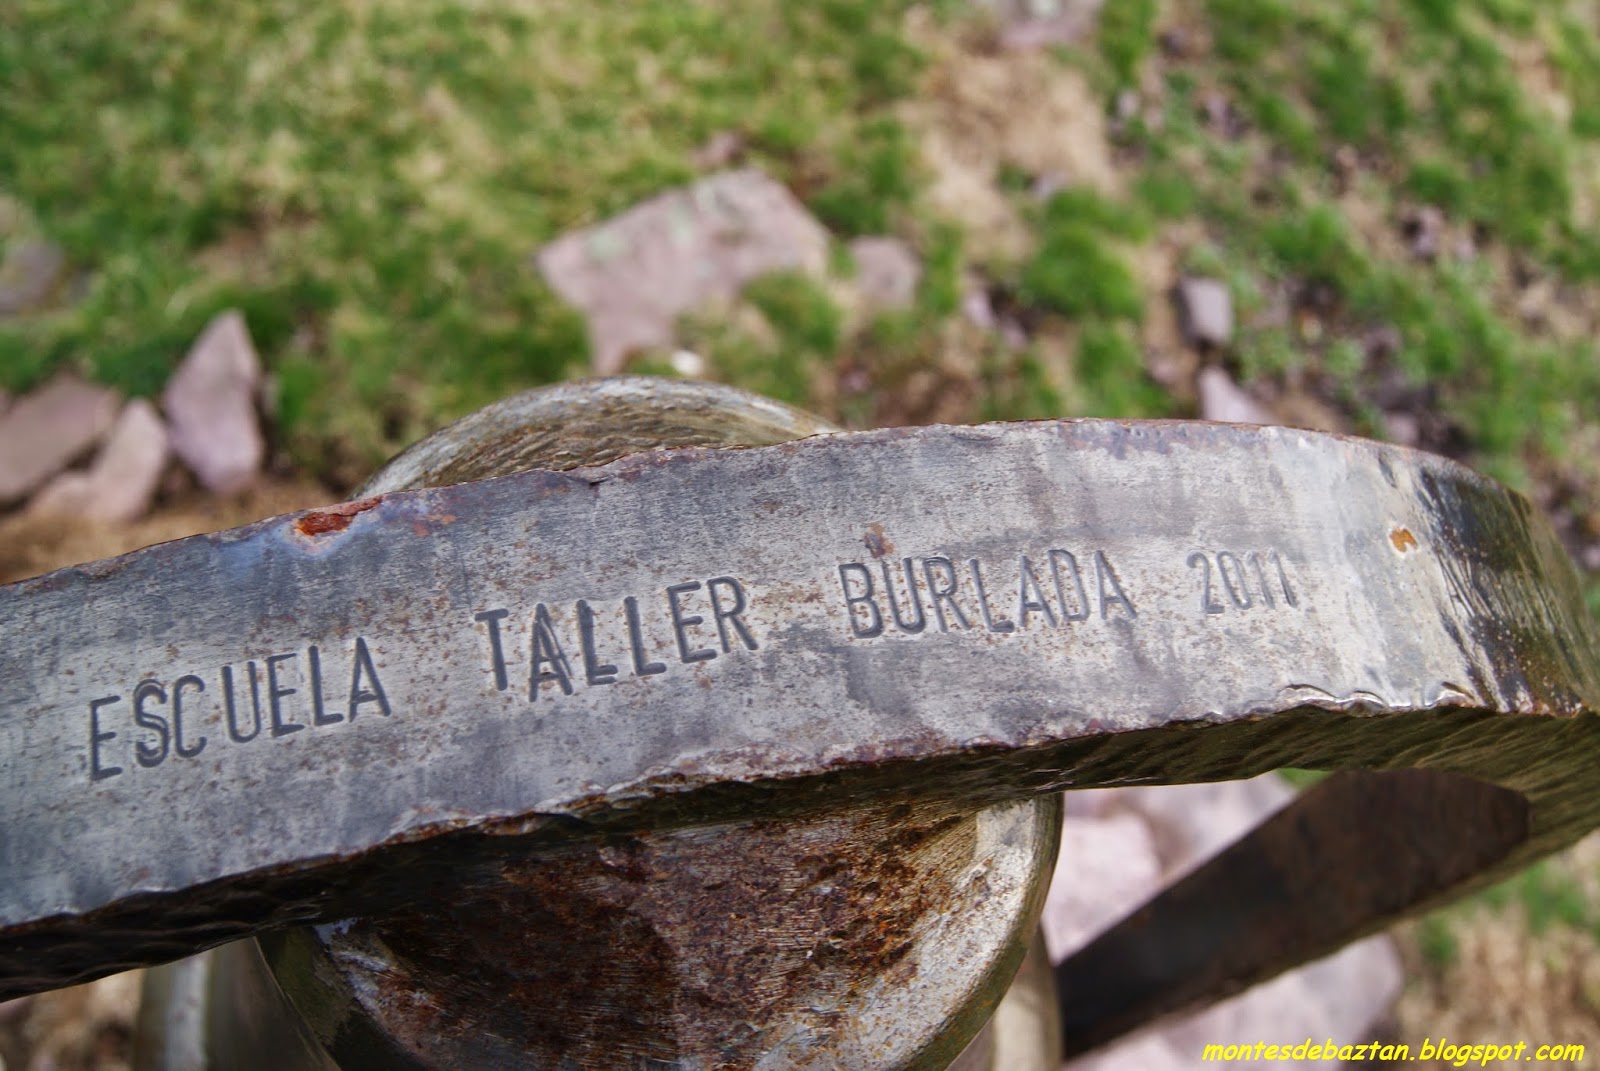 ESCUELA TALLER BURLADA 2011
montesdebaztan.blogspot.com